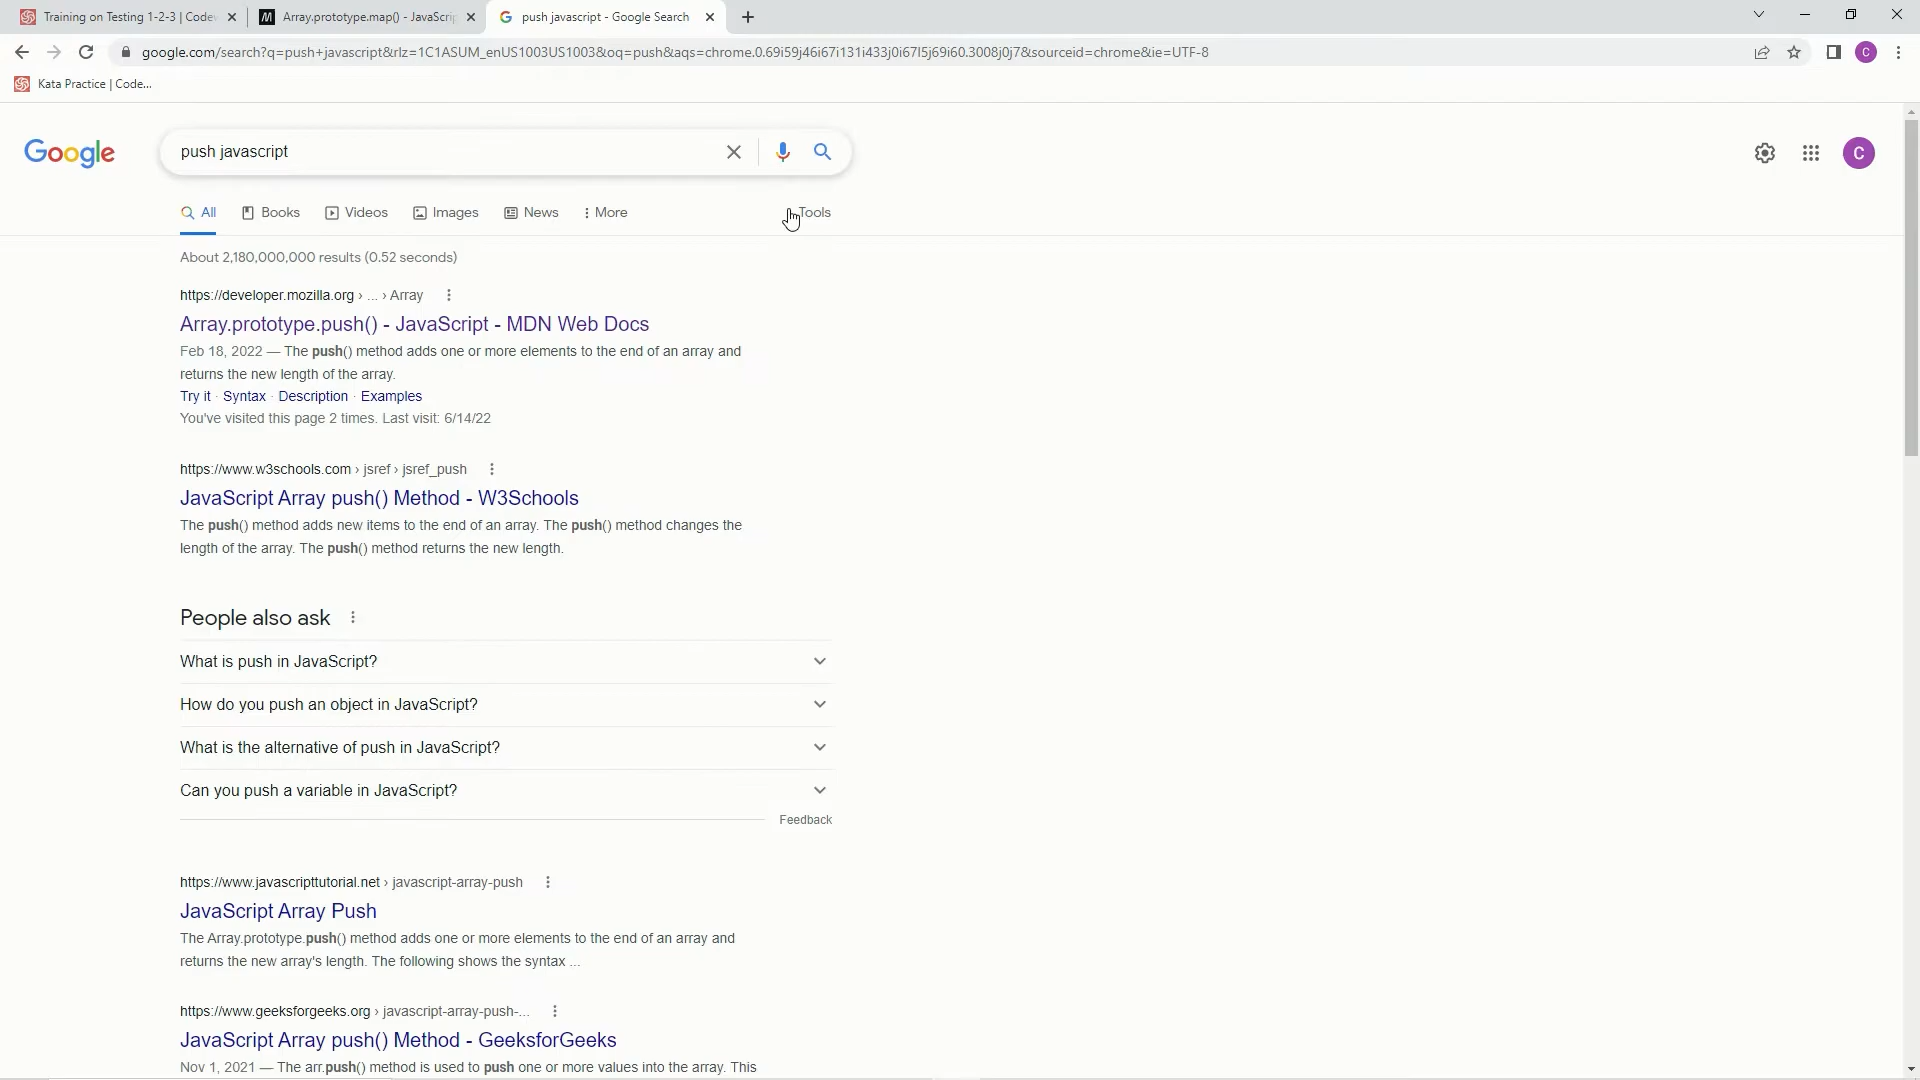 Training on Testing 1-2-3 | Codew
Array.prototype.map() - JavaScrip
push javascript - Google Search
google.com/search?q=push+javascript&rlz=1C1ASUM_enUS1003US1003&oq=push&aqs=chrome.0.69i59j46i67i131i433j0i67l5j69i60.3008j0j7&sourceid=chrome&ie=UTF-8
C
Kata Practice | Code...
Google
push javascript
C
All
Books
Videos
Images
News
More
Tools
About 2,180,000,000 results (0.52 seconds)
https://developer.mozilla.org › ... › Array
Array.prototype.push() - JavaScript - MDN Web Docs
Feb 18, 2022 — The push() method adds one or more elements to the end of an array and
returns the new length of the array.
Try it · Syntax · Description · Examples
You've visited this page 2 times. Last visit: 6/14/22
https://www.w3schools.com › jsref › jsref_push
JavaScript Array push() Method - W3Schools
The push() method adds new items to the end of an array. The push() method changes the
length of the array. The push() method returns the new length.
People also ask
What is push in JavaScript?
How do you push an object in JavaScript?
What is the alternative of push in JavaScript?
Can you push a variable in JavaScript?
Feedback
https://www.javascripttutorial.net › javascript-array-push
JavaScript Array Push
The Array.prototype.push() method adds one or more elements to the end of an array and
returns the new array's length. The following shows the syntax ...
https://www.geeksforgeeks.org › javascript-array-push-...
JavaScript Array push() Method - GeeksforGeeks
Nov 1, 2021 — The arr.push() method is used to push one or more values into the array. This